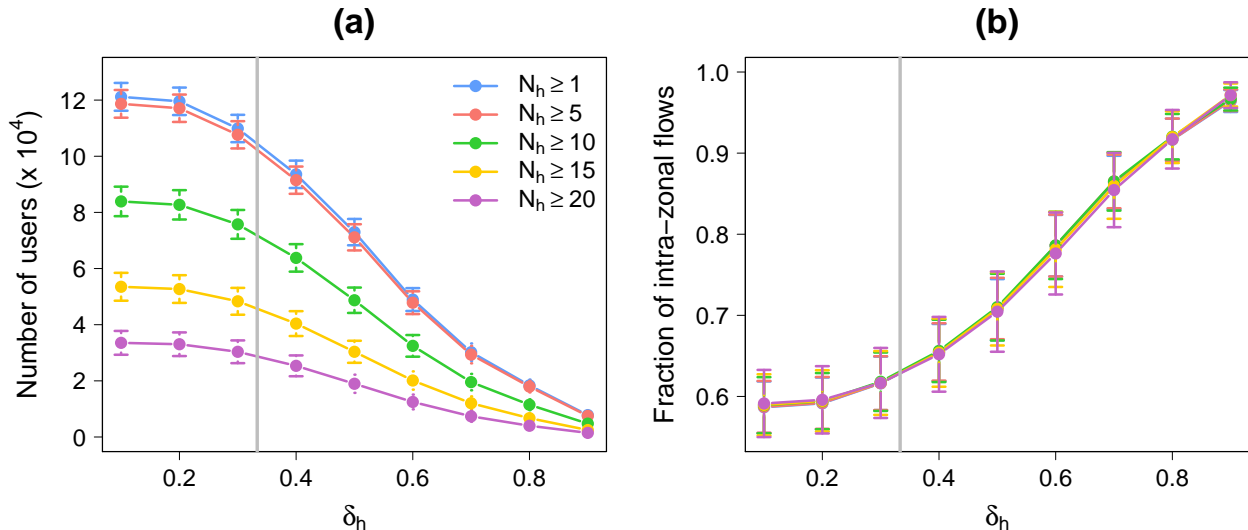 (a)
Number of users (x 10⁴)
12
10
8
6
4
2
0
N_h ≥ 1
N_h ≥ 5
N_h ≥ 10
N_h ≥ 15
N_h ≥ 20
0.2
0.4
0.6
0.8
δ_h
(b)
Fraction of intra−zonal flows
1.0
0.9
0.8
0.7
0.6
0.2
0.4
0.6
0.8
δ_h